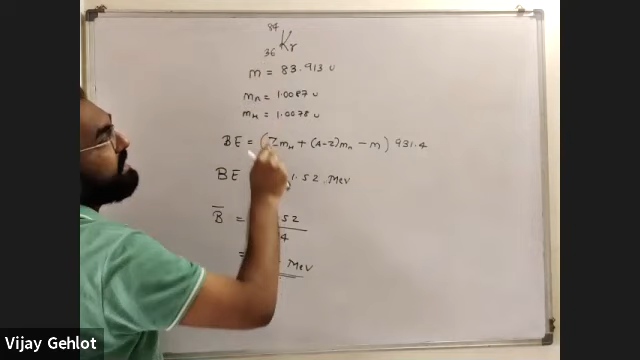 84
36 Kr
m = 83.913 u
mn = 1.0087 u
mH = 1.0078 u
BE = (ZmH + (A-Z)mn - m) 931.4
BE 1.52 MeV
B̅ = 52
4
= MeV
Vijay Gehlot